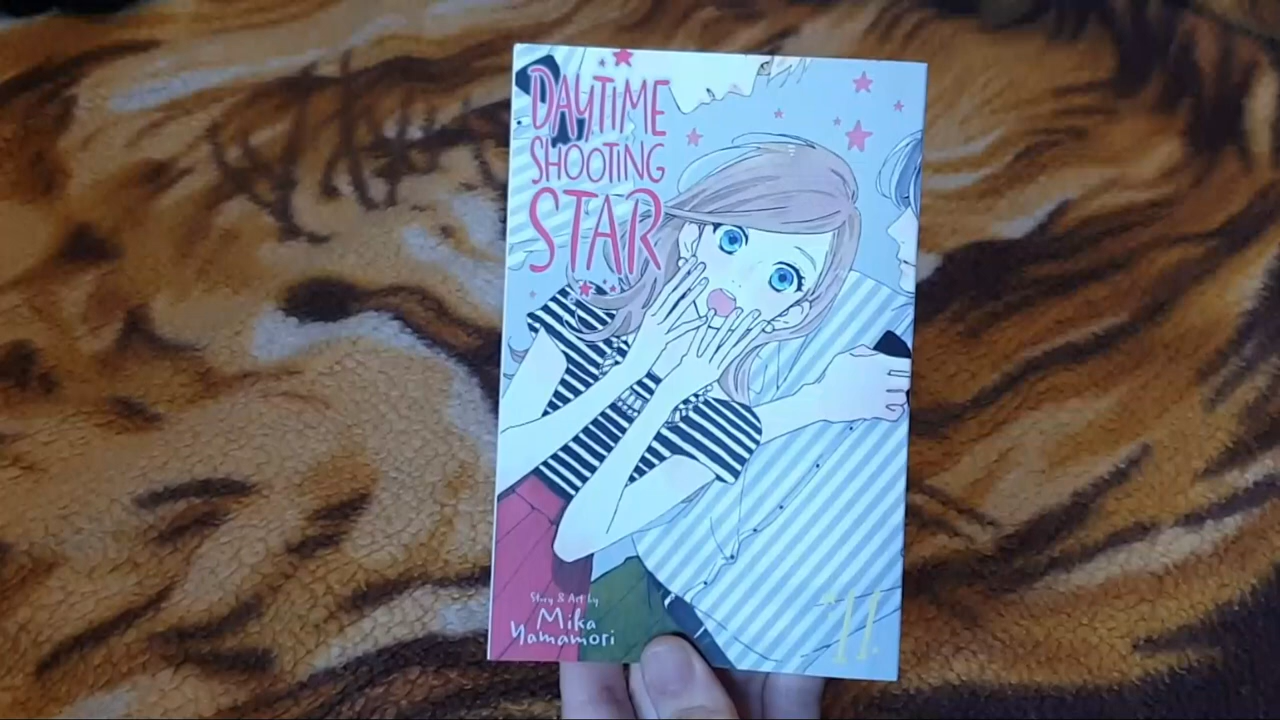 DAYTIME
SHOOTING
STAR
Story & Art by
Mika
Yamamori
11